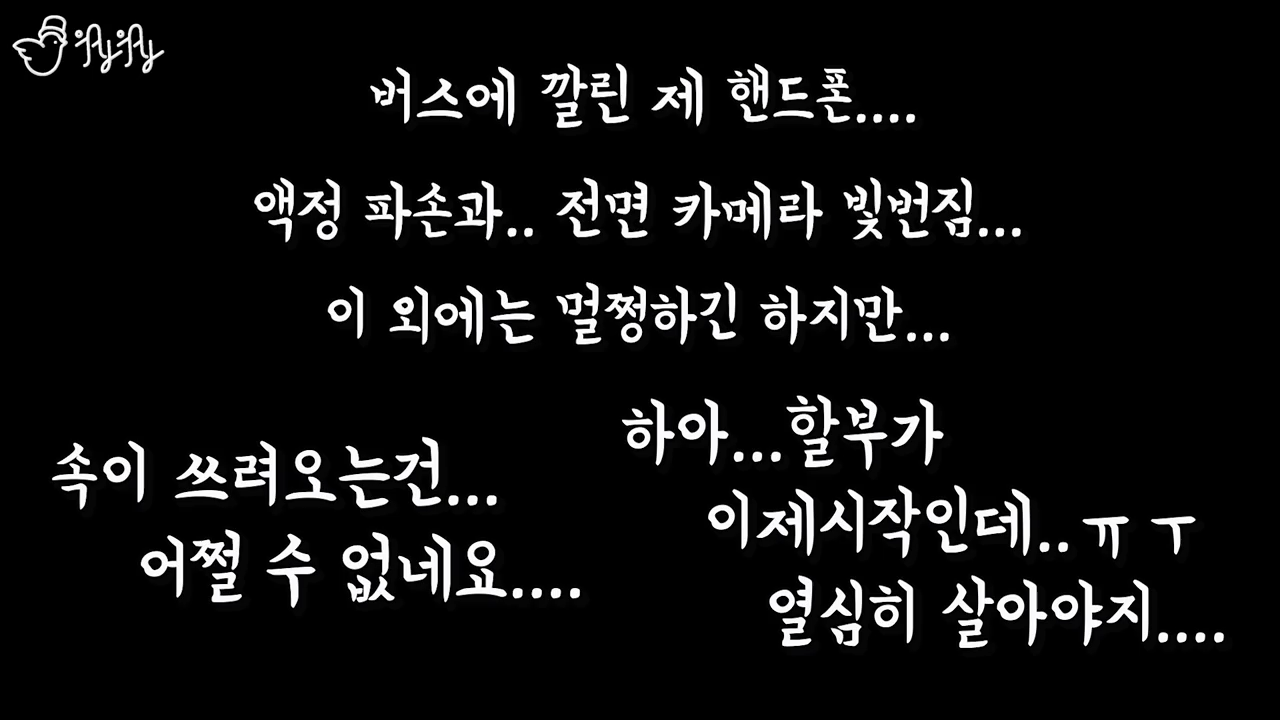 버스에 깔린 제 핸드폰....
액정 파손과.. 전면 카메라 빛번짐...
이 외에는 멀쩡하긴 하지만...
속이 쓰려오는건...
어쩔 수 없네요....
하아...할부가
이제시작인데..ㅠㅜ
열심히 살아야지....